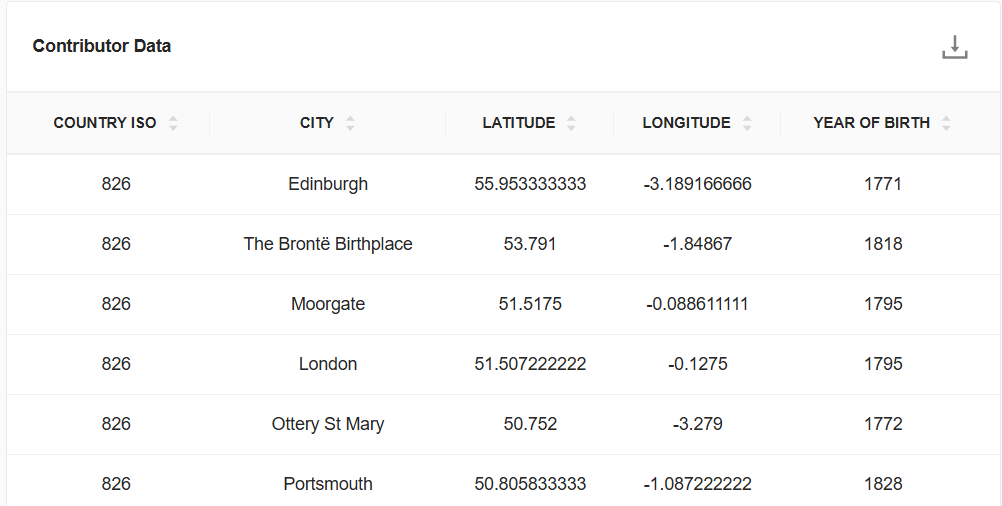 Contributor Data
COUNTRY ISO CITY LATITUDE LONGITUDE YEAR OF BIRTH
826 Edinburgh 55.953333333 -3.189166666 1771
826 The Brontë Birthplace 53.791 -1.84867 1818
826 Moorgate 51.5175 -0.088611111 1795
826 London 51.507222222 -0.1275 1795
826 Ottery St Mary 50.752 -3.279 1772
826 Portsmouth 50.805833333 -1.087222222 1828